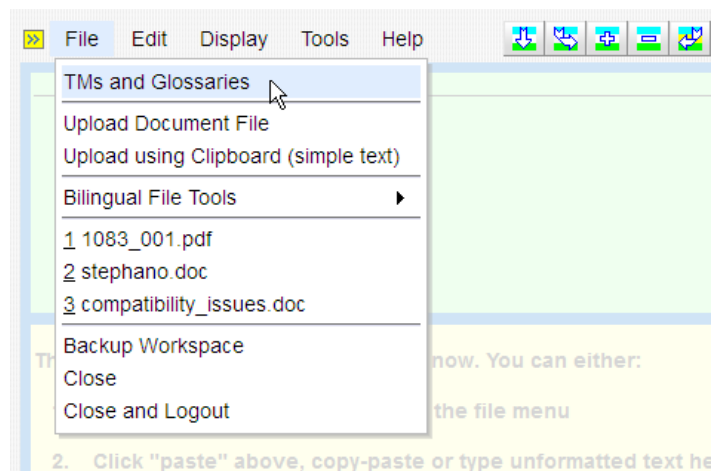 File Edit Display Tools Help
TMs and Glossaries
Upload Document File
Upload using Clipboard (simple text)
Bilingual File Tools
1 1083_001.pdf
2 stephano.doc
3 compatibility_issues.doc
Backup Workspace
now. You can either:
Close
Close and Logout
the file menu
2. Click "paste" above, copy-paste or type unformatted text